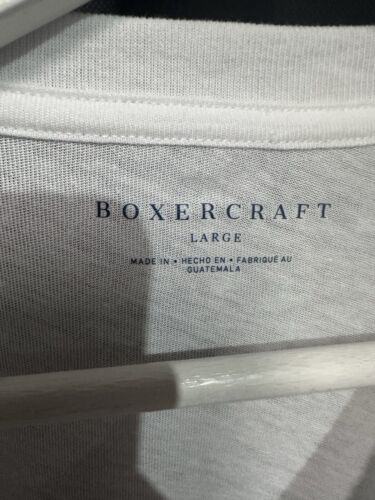 BOXERCRAFT
LARGE
MADE IN • HECHO EN • FABRIQUÉ AU
GUATEMALA